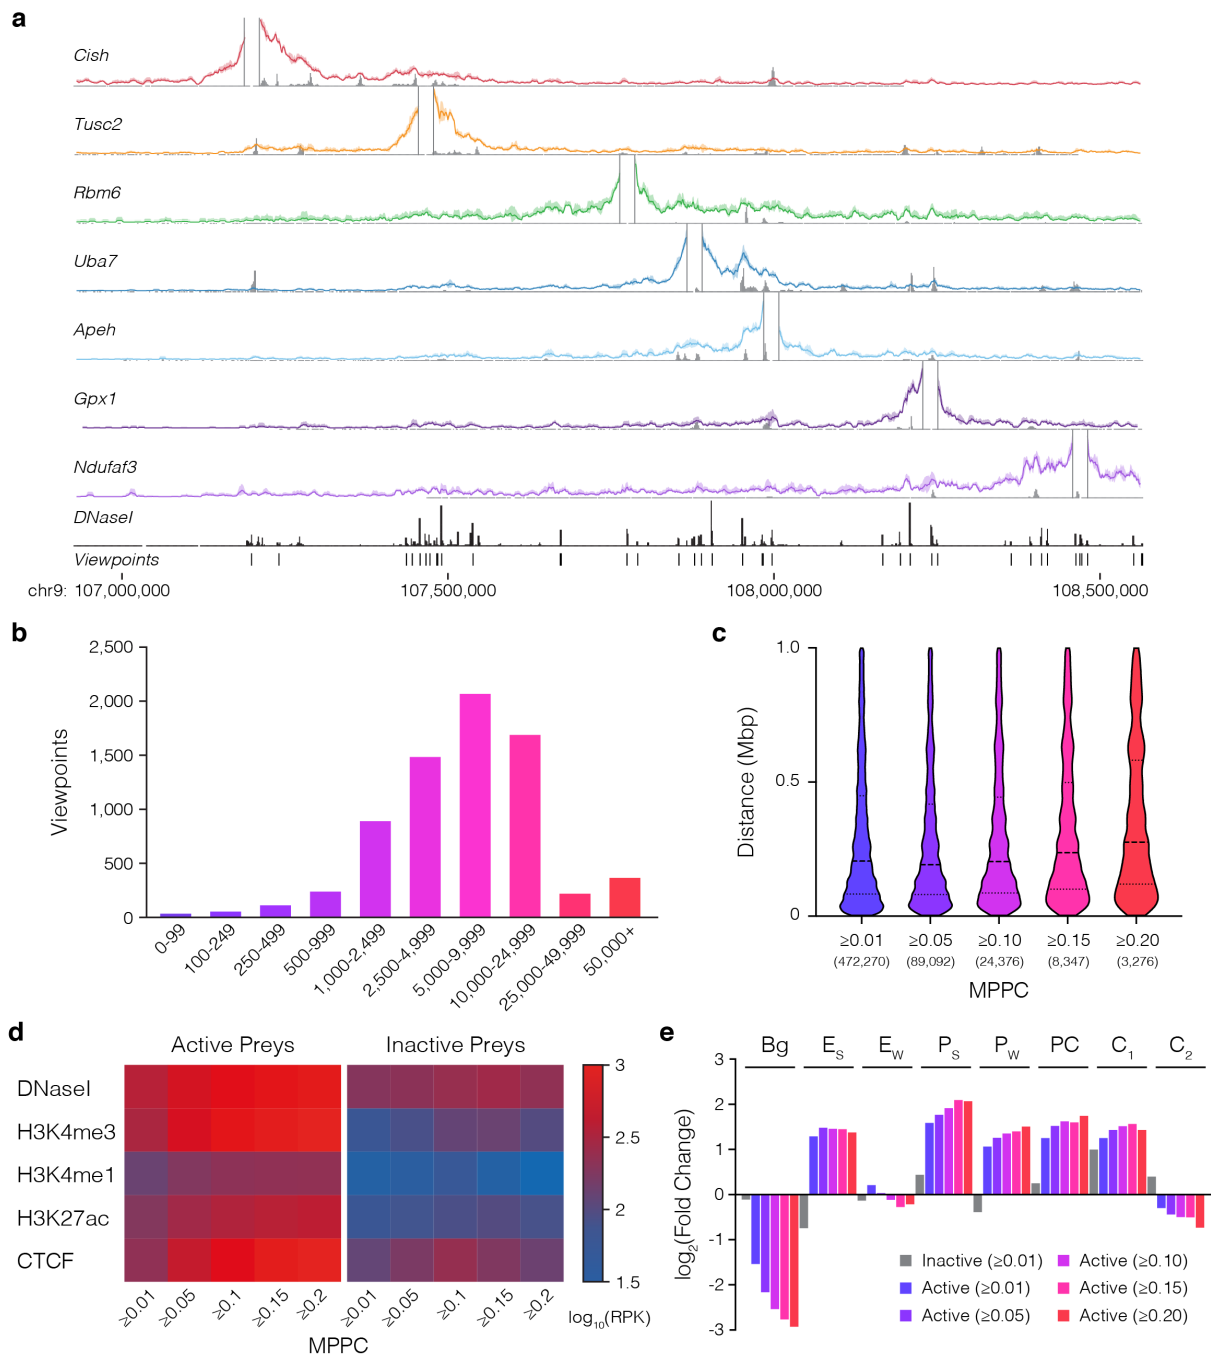 a
Cish
Tusc2
Rbm6
Uba7
Apeh
Gpx1
Ndufaf3
DNaseI
Viewpoints
chr9: 107,000,000 107,500,000 108,000,000 108,500,000
b
Viewpoints
2,500
2,000
1,500
1,000
500
0
0-99 100-249 250-499 500-999 1,000-2,499 2,500-4,999 5,000-9,999 10,000-24,999 25,000-49,999 50,000+
c
Distance (Mbp)
1.0
0.5
0
≥0.01 ≥0.05 ≥0.10 ≥0.15 ≥0.20
(472,270) (89,092) (24,376) (8,347) (3,276)
MPPC
d
Active Preys Inactive Preys
DNaseI
H3K4me3
H3K4me1
H3K27ac
CTCF
≥0.01 ≥0.05 ≥0.1 ≥0.15 ≥0.2 ≥0.01 ≥0.05 ≥0.1 ≥0.15 ≥0.2
MPPC
3
2.5
2
1.5
log10(RPK)
e
Bg ES EW PS PW PC C1 C2
log2(Fold Change)
3
2
1
0
-1
-2
-3
Inactive (≥0.01) Active (≥0.10)
Active (≥0.01) Active (≥0.15)
Active (≥0.05) Active (≥0.20)